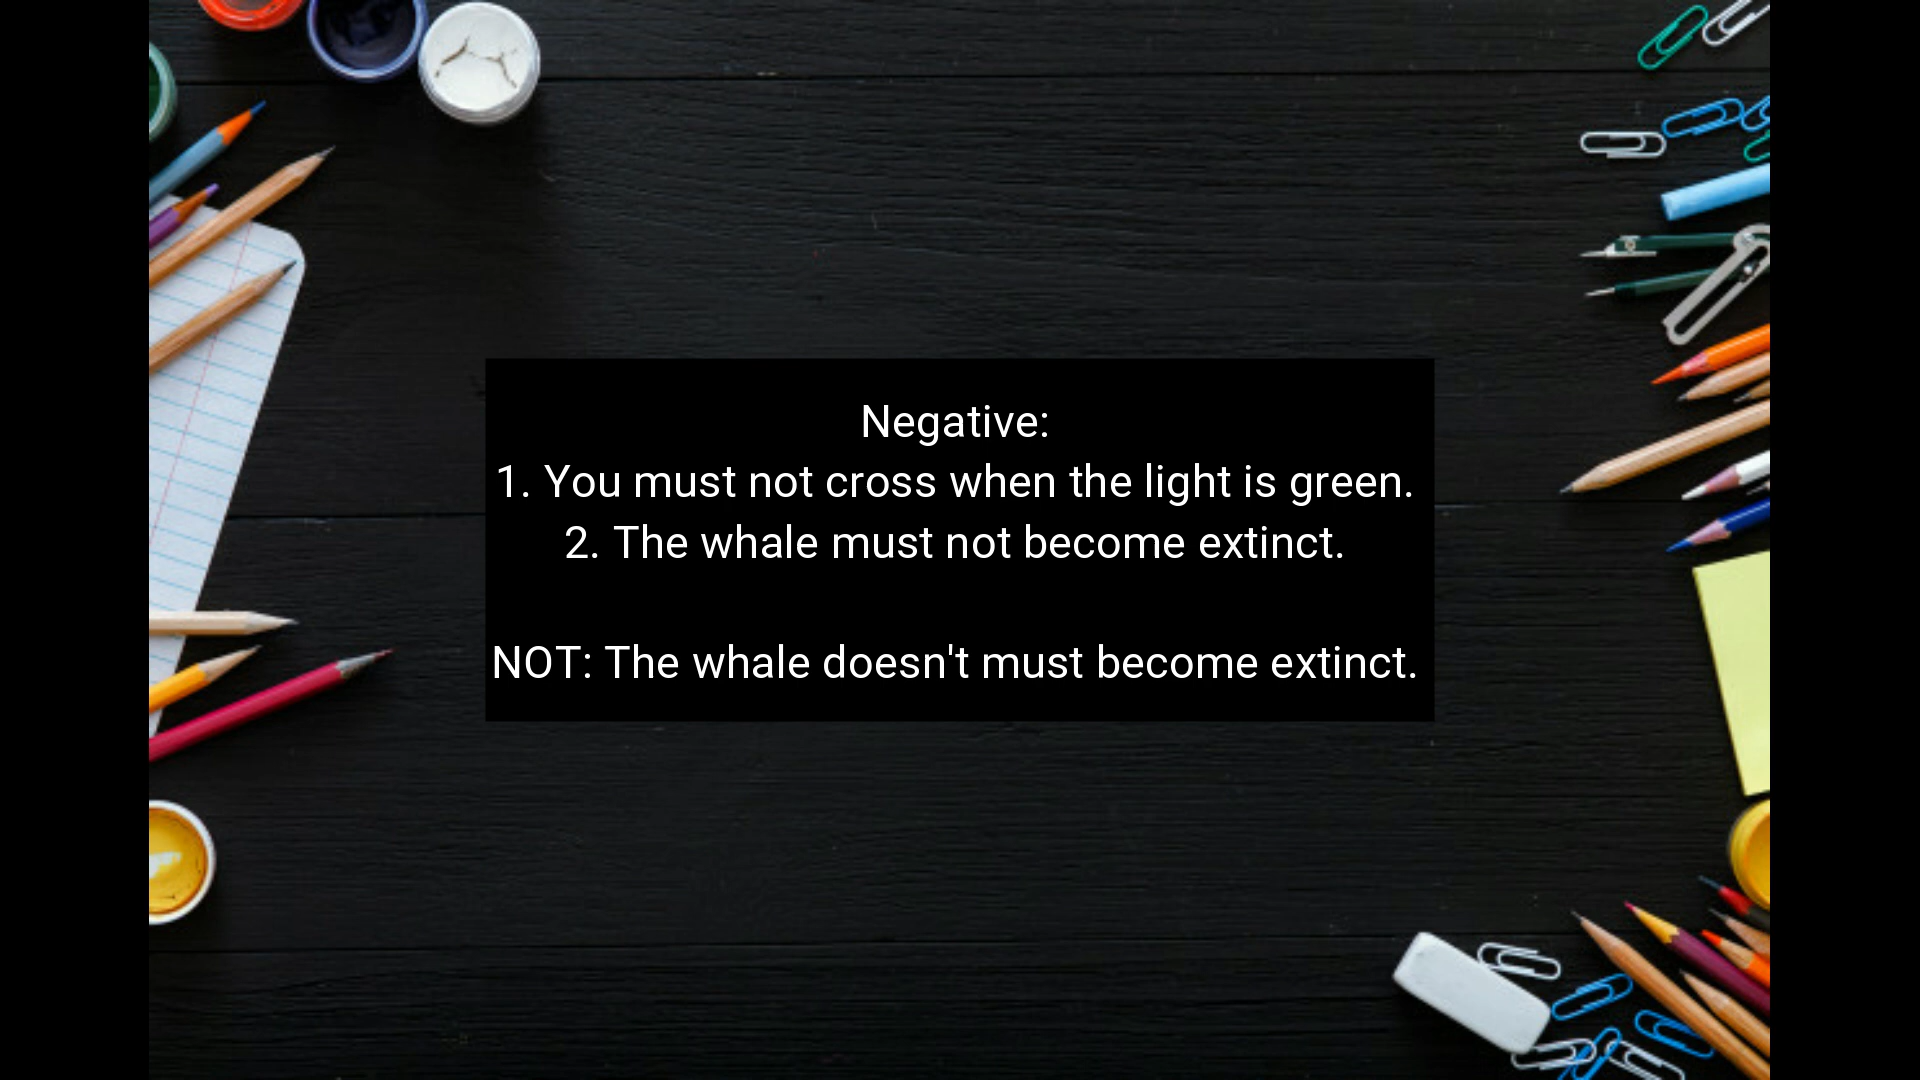 Negative:
1. You must not cross when the light is green.
2. The whale must not become extinct.
NOT: The whale doesn't must become extinct.